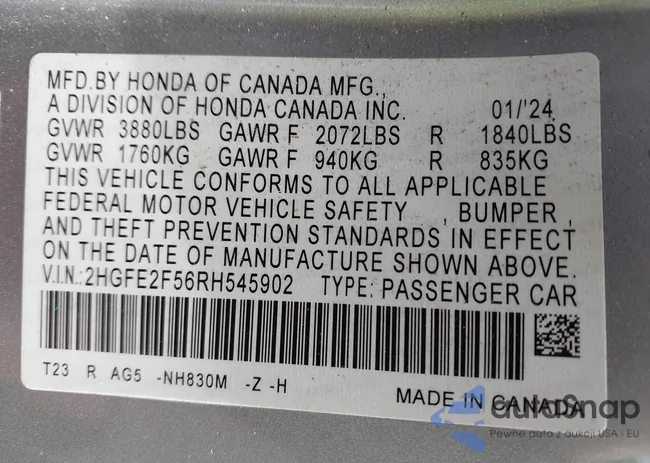 MFD.BY HONDA OF CANADA MFG.,
A DIVISION OF HONDA CANADA INC. 01/'24
GVWR 3880LBS GAWR F 2072LBS R 1840LBS
GVWR 1760KG GAWR F 940KG R 835KG
THIS VEHICLE CONFORMS TO ALL APPLICABLE
FEDERAL MOTOR VEHICLE SAFETY , BUMPER ,
AND THEFT PREVENTION STANDARDS IN EFFECT
ON THE DATE OF MANUFACTURE SHOWN ABOVE.
V.I.N.:2HGFE2F56RH545902 TYPE: PASSENGER CAR
T23 R AG5 -NH830M -Z -H
MADE IN CANADA
autaSnap
Pewne auta z aukcji USA i EU